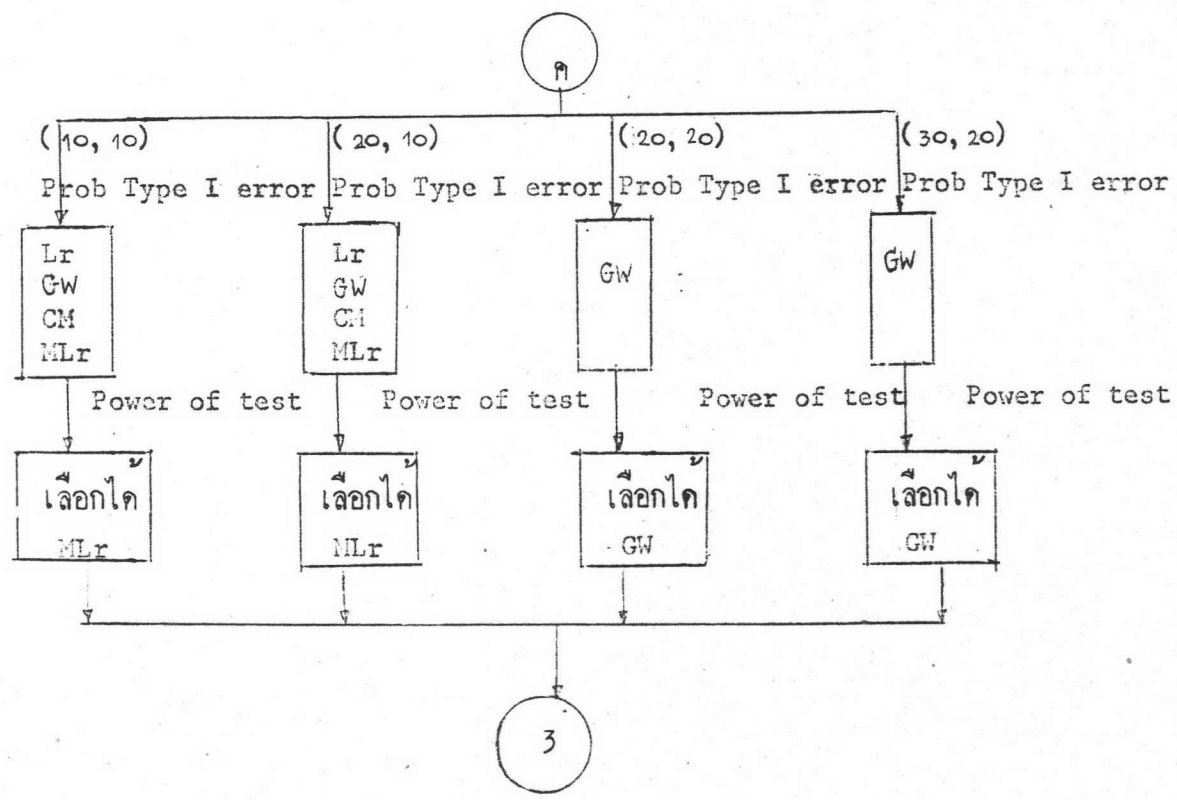 ค
(10, 10) (20, 10) (20, 20) (30, 20)
Prob Type I error Prob Type I error Prob Type I error Prob Type I error
Lr Lr GW GW
GW GW
CM CM
MLr MLr
Power of test Power of test Power of test Power of test
เลือกได้ เลือกได้ เลือกได้ เลือกได้
MLr MLr GW GW
3